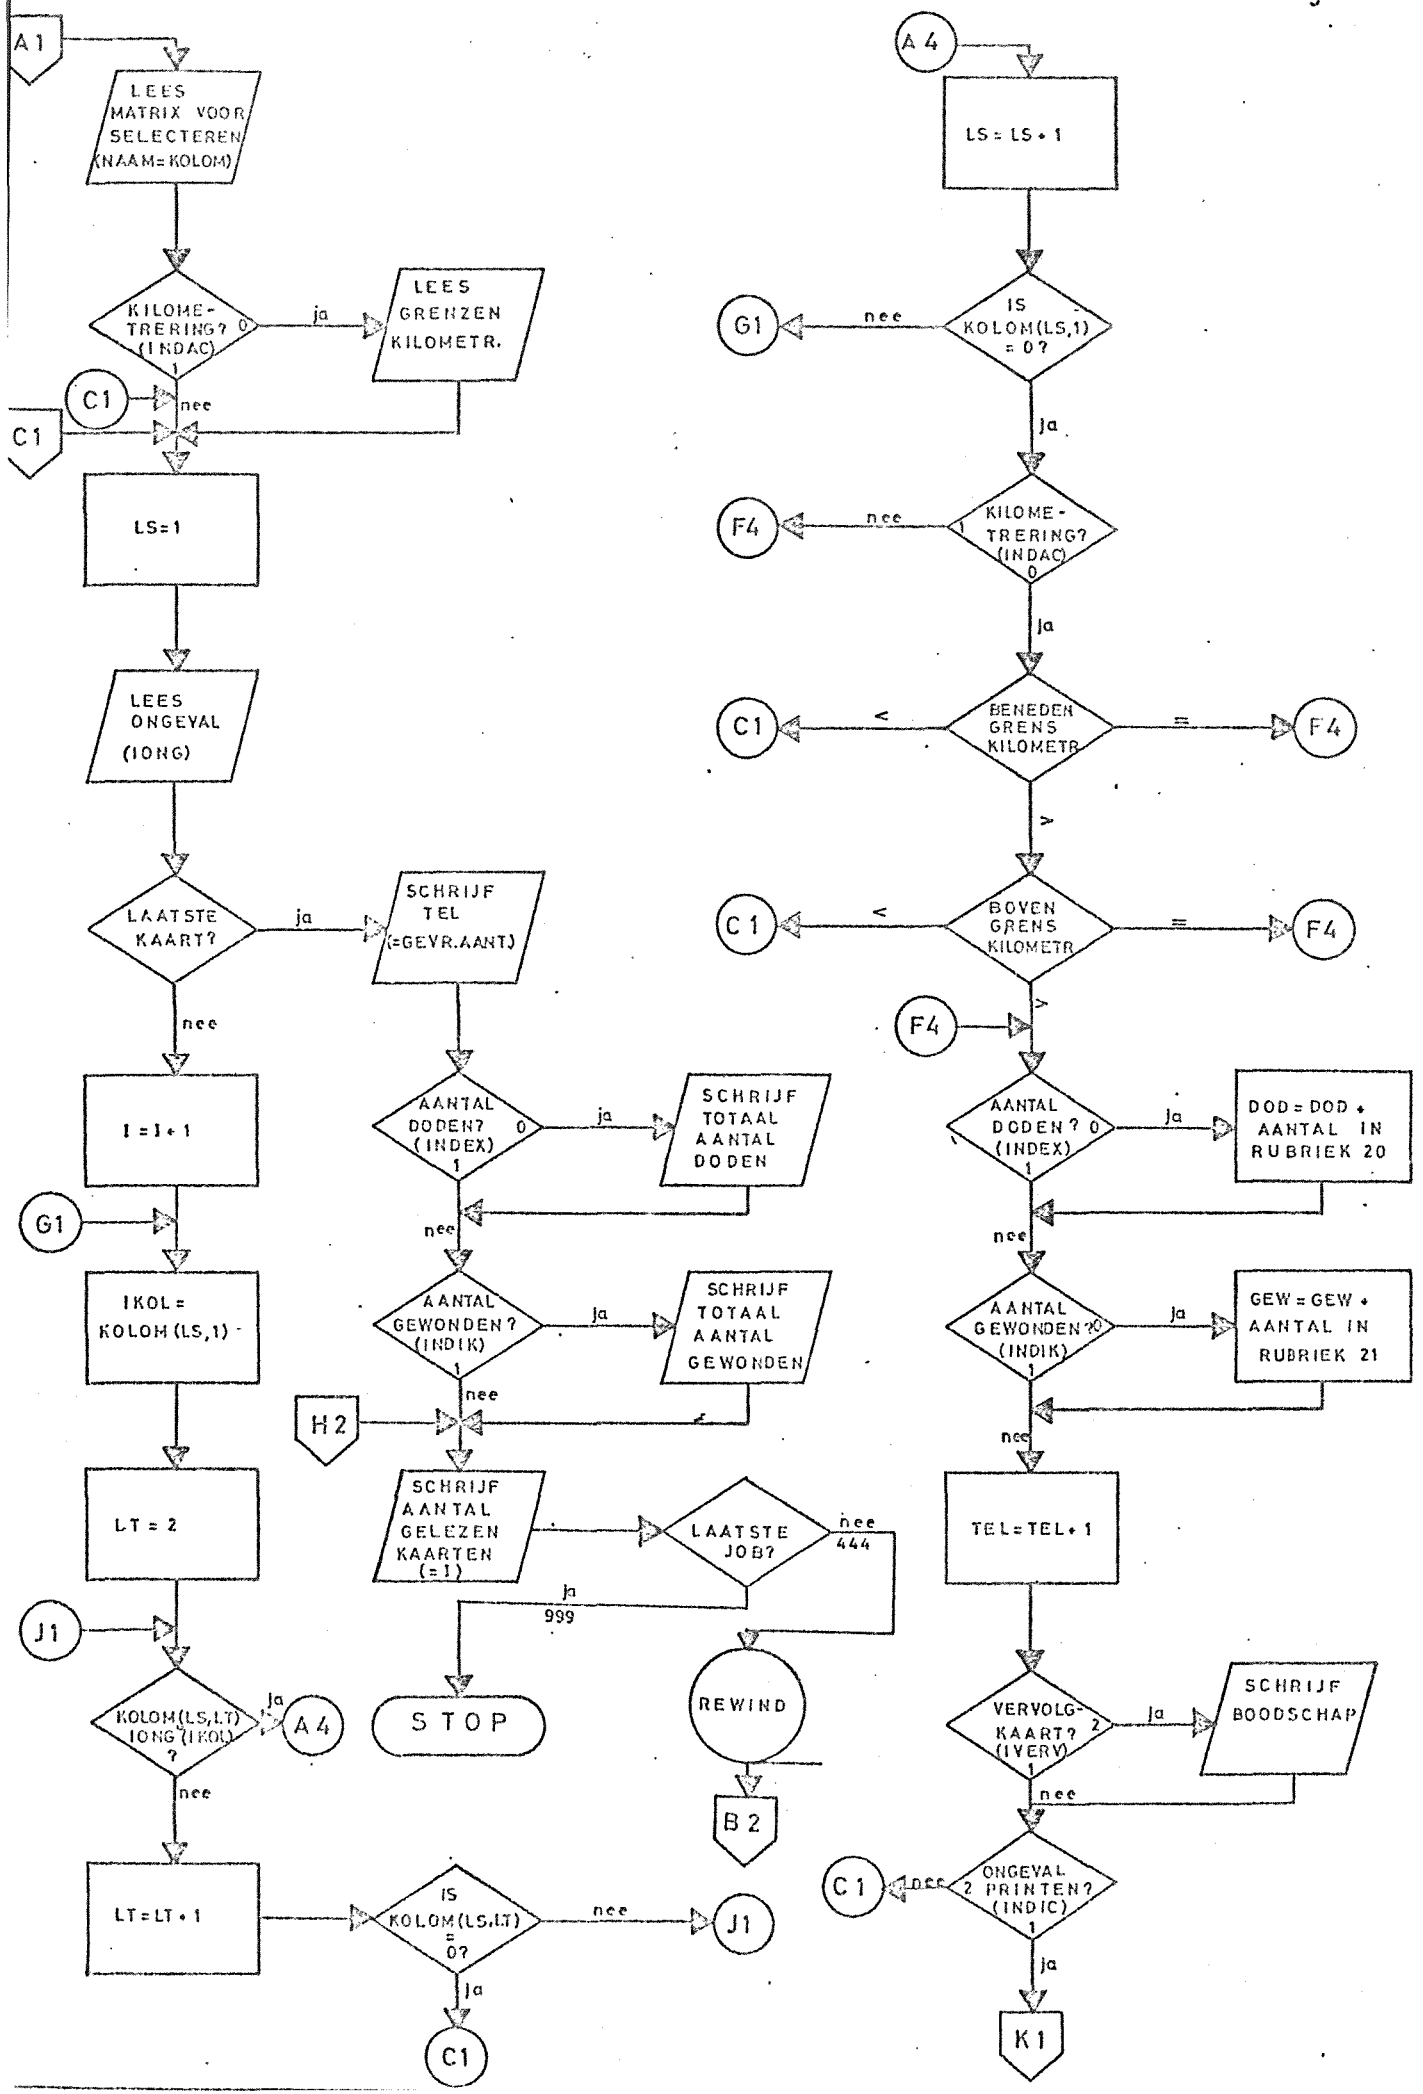 A1
LEES
MATRIX VOOR
SELECTEREN
(NAAM=KOLOM)
KILOME-
TRERING? 0
(INDAC)
1
ja
LEES
GRENZEN
KILOMETR.
C1
nee
C1
LS=1
LEES
ONGEVAL
(IONG)
LAATSTE
KAART?
ja
SCHRIJF
TEL
(=GEVR.AANT.)
nee
I=I+1
AANTAL
DODEN? 0
(INDEX)
1
ja
SCHRIJF
TOTAAL
AANTAL
DODEN
G1
nee
IKOL=
KOLOM(LS,1)
AANTAL
GEWONDEN?
(INDIK)
1
ja
SCHRIJF
TOTAAL
AANTAL
GEWONDEN
nee
H2
LT=2
SCHRIJF
AANTAL
GELEZEN
KAARTEN
(=I)
LAATSTE
JOB?
nee
444
ja
999
J1
KOLOM(LS,LT)
IONG (IKOL)
?
ja
A4
STOP
REWIND
nee
B2
LT=LT+1
IS
KOLOM(LS,LT)
=
0?
nee
J1
ja
C1
A4
LS=LS+1
IS
KOLOM(LS,1)
=0?
nee
G1
ja
KILOME-
1 TRERING?
(INDAC)
0
nee
F4
ja
BENEDEN
GRENS
KILOMETR
<
C1
=
F4
>
BOVEN
GRENS
KILOMETR
<
C1
=
F4
>
F4
AANTAL
DODEN? 0
(INDEX)
1
ja
DOD=DOD+
AANTAL IN
RUBRIEK 20
nee
AANTAL
GEWONDEN? 0
(INDIK)
1
ja
GEW=GEW+
AANTAL IN
RUBRIEK 21
nee
TEL=TEL+1
VERVOLG-
KAART? 2
(IVERV)
1
ja
SCHRIJF
BOODSCHAP
nee
ONGEVAL
2 PRINTEN?
(INDIC)
1
nee
C1
ja
K1